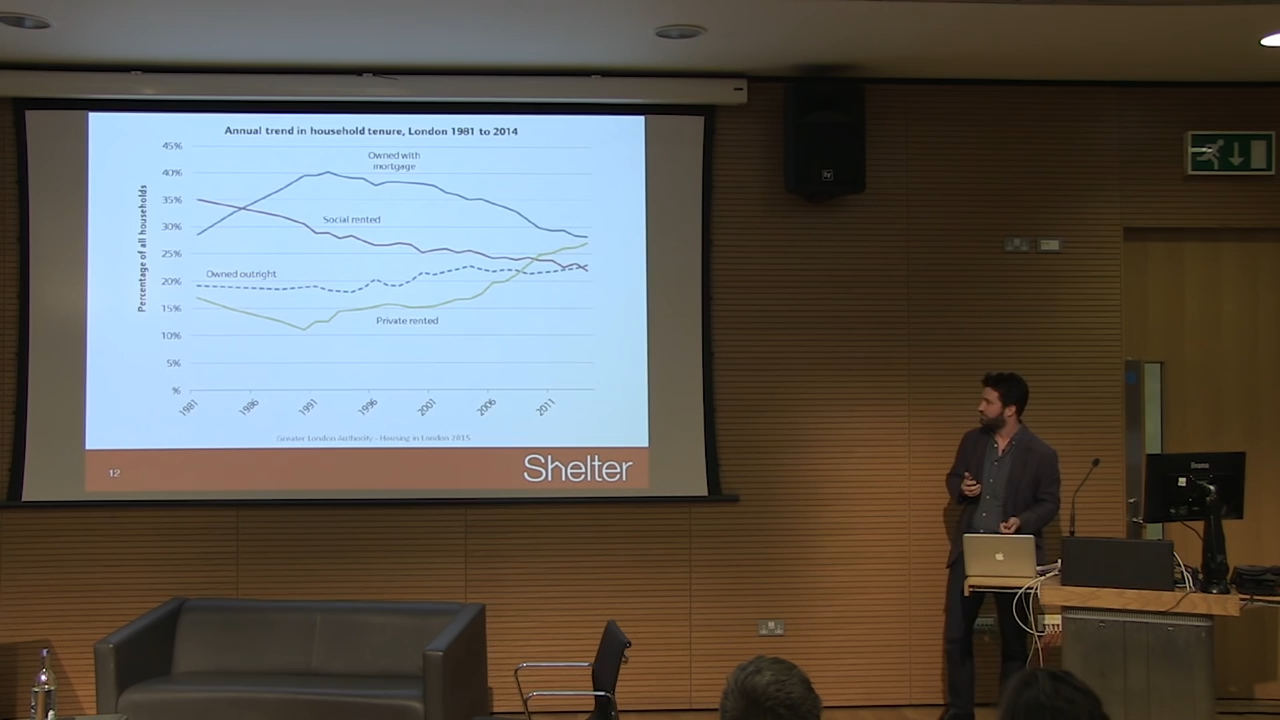 Annual trend in household tenure, London 1981 to 2014
45%
40%
35%
30%
25%
20%
15%
10%
5%
%
Percentage of all households
Owned with
mortgage
Social rented
Owned outright
Private rented
1981
1986
1991
1996
2001
2006
2011
Greater London Authority - Housing in London 2015
12
Shelter